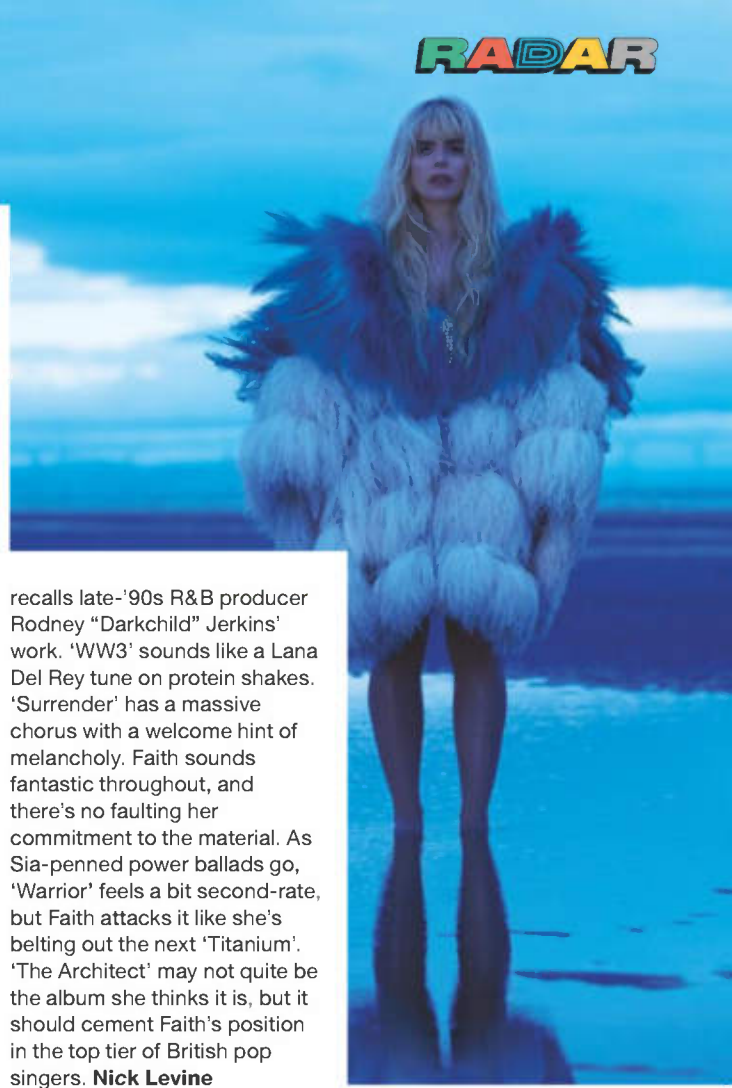 RADAR
recalls late-'90s R&B producer
Rodney “Darkchild” Jerkins’
work. ‘WW3’ sounds like a Lana
Del Rey tune on protein shakes.
‘Surrender’ has a massive
chorus with a welcome hint of
melancholy. Faith sounds
fantastic throughout, and
there’s no faulting her
commitment to the material. As
Sia-penned power ballads go,
‘Warrior’ feels a bit second-rate,
but Faith attacks it like she’s
belting out the next ‘Titanium’.
‘The Architect’ may not quite be
the album she thinks it is, but it
should cement Faith’s position
in the top tier of British pop
singers. Nick Levine